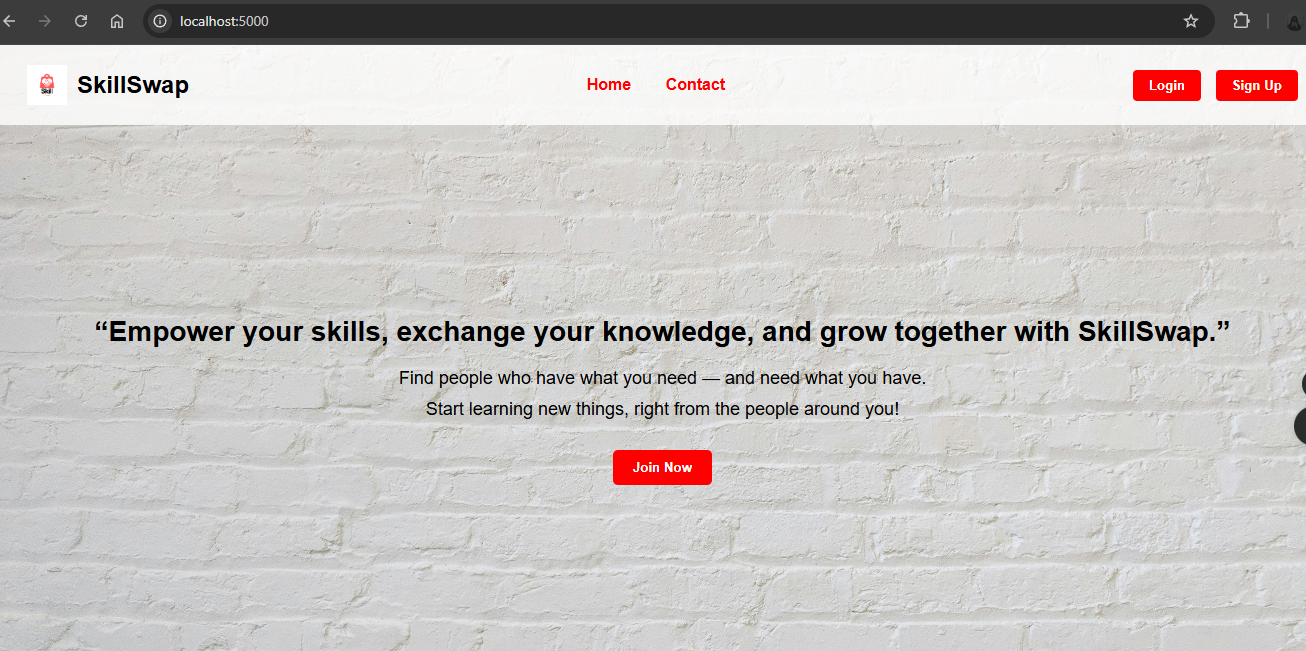 localhost:5000
Skill
SkillSwap
Home
Contact
Login
Sign Up
“Empower your skills, exchange your knowledge, and grow together with SkillSwap.”
Find people who have what you need — and need what you have.
Start learning new things, right from the people around you!
Join Now